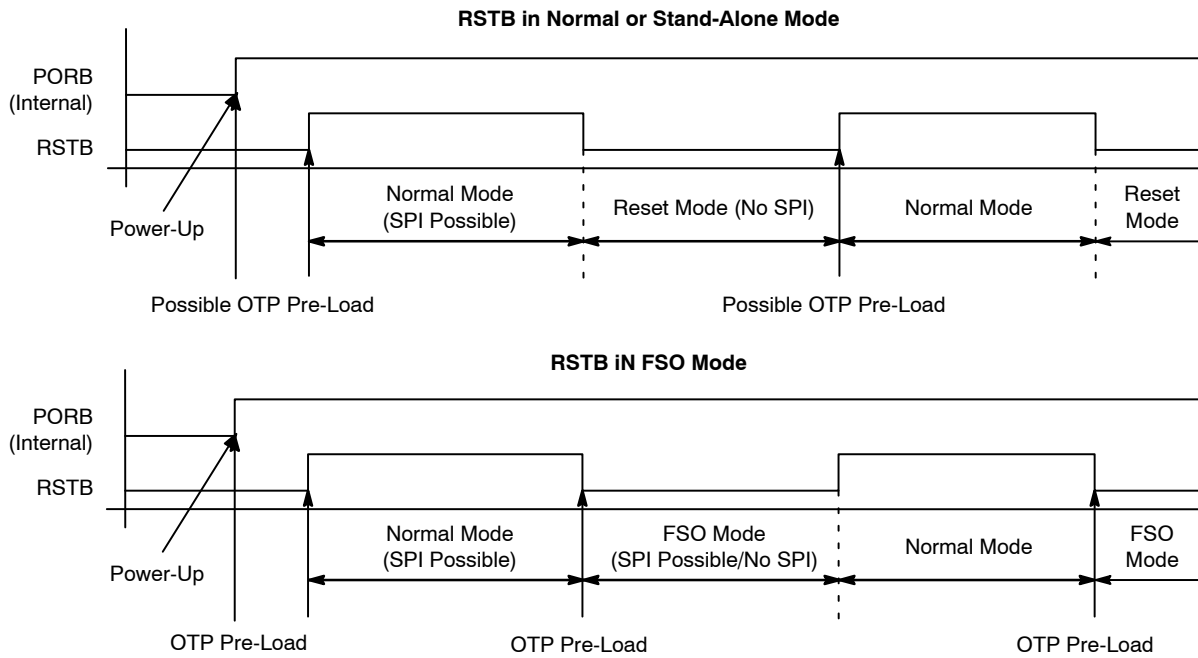 RSTB in Normal or Stand-Alone Mode
PORB
(Internal)
RSTB
Normal Mode
(SPI Possible)
Reset Mode (No SPI)
Normal Mode
Reset
Mode
Power-Up
Possible OTP Pre-Load
Possible OTP Pre-Load
RSTB iN FSO Mode
PORB
(Internal)
RSTB
Normal Mode
(SPI Possible)
FSO Mode
(SPI Possible/No SPI)
Normal Mode
FSO
Mode
Power-Up
OTP Pre-Load
OTP Pre-Load
OTP Pre-Load